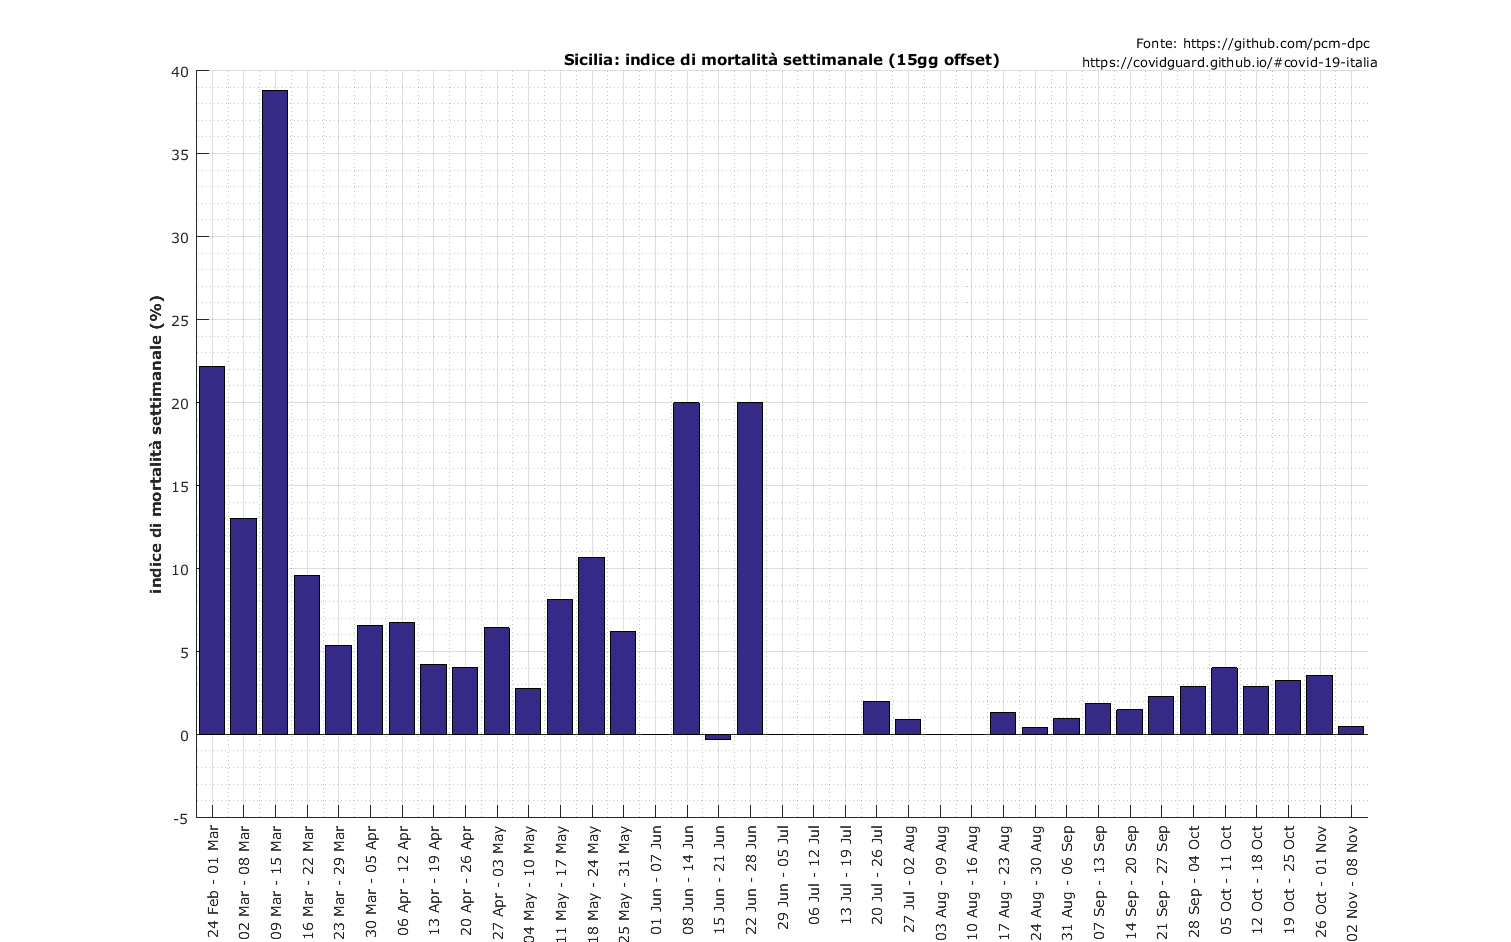 Fonte: https://github.com/pcm-dpc
https://covidguard.github.io/#covid-19-italia
Sicilia: indice di mortalità settimanale (15gg offset)
indice di mortalità settimanale (%)
40
35
30
25
20
15
10
5
0
-5
24 Feb - 01 Mar
02 Mar - 08 Mar
09 Mar - 15 Mar
16 Mar - 22 Mar
23 Mar - 29 Mar
30 Mar - 05 Apr
06 Apr - 12 Apr
13 Apr - 19 Apr
20 Apr - 26 Apr
27 Apr - 03 May
04 May - 10 May
11 May - 17 May
18 May - 24 May
25 May - 31 May
01 Jun - 07 Jun
08 Jun - 14 Jun
15 Jun - 21 Jun
22 Jun - 28 Jun
29 Jun - 05 Jul
06 Jul - 12 Jul
13 Jul - 19 Jul
20 Jul - 26 Jul
27 Jul - 02 Aug
03 Aug - 09 Aug
10 Aug - 16 Aug
17 Aug - 23 Aug
24 Aug - 30 Aug
31 Aug - 06 Sep
07 Sep - 13 Sep
14 Sep - 20 Sep
21 Sep - 27 Sep
28 Sep - 04 Oct
05 Oct - 11 Oct
12 Oct - 18 Oct
19 Oct - 25 Oct
26 Oct - 01 Nov
02 Nov - 08 Nov